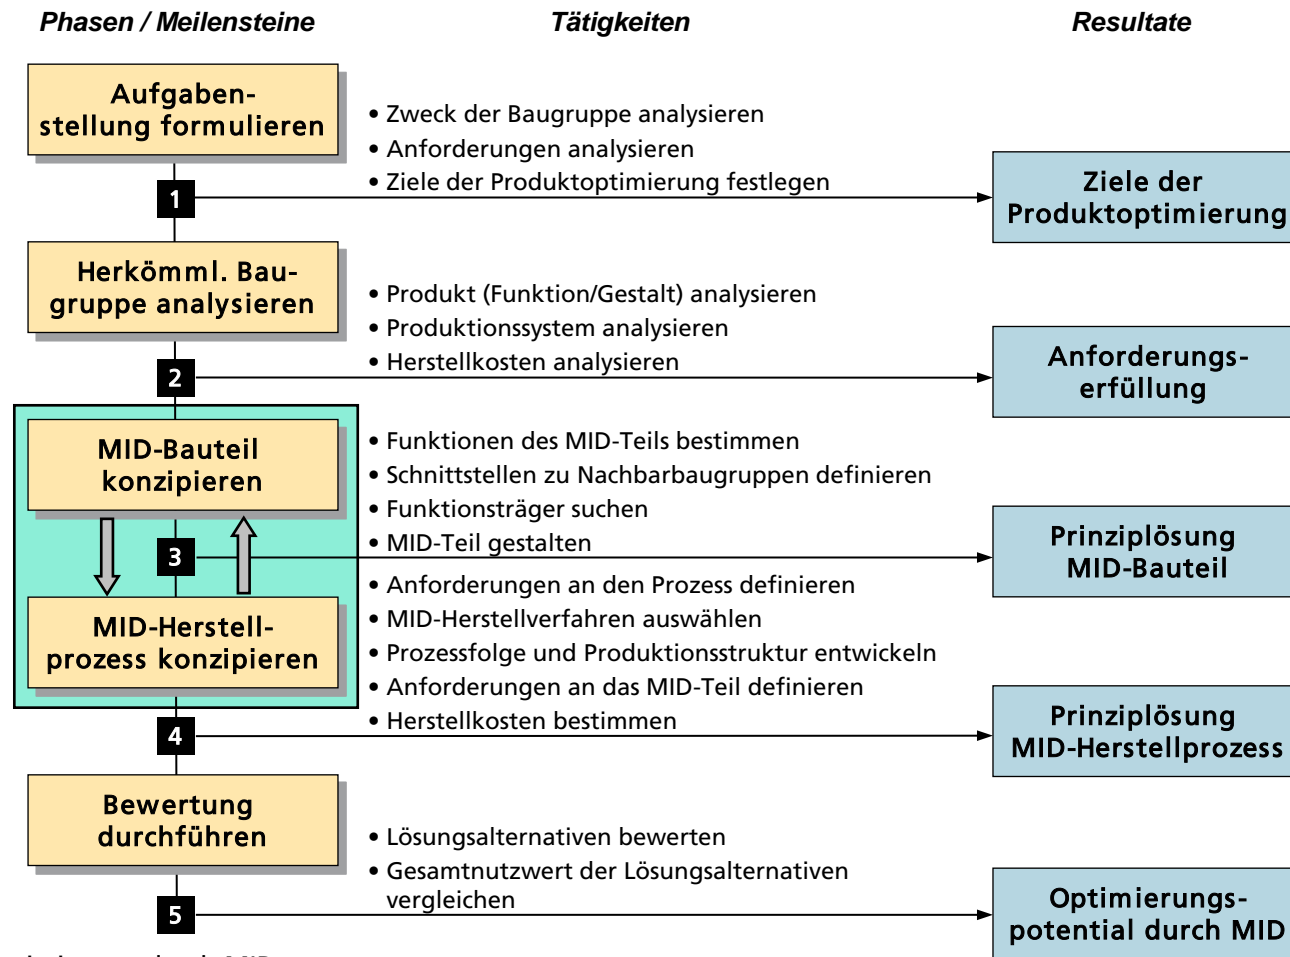 Phasen / Meilensteine
Tätigkeiten
Resultate
Aufgaben-
stellung formulieren
• Zweck der Baugruppe analysieren
• Anforderungen analysieren
• Ziele der Produktoptimierung festlegen
1
Ziele der
Produktoptimierung
Herkömml. Bau-
gruppe analysieren
• Produkt (Funktion/Gestalt) analysieren
• Produktionssystem analysieren
• Herstellkosten analysieren
2
Anforderungs-
erfüllung
MID-Bauteil
konzipieren
• Funktionen des MID-Teils bestimmen
• Schnittstellen zu Nachbarbaugruppen definieren
• Funktionsträger suchen
• MID-Teil gestalten
3
Prinziplösung
MID-Bauteil
MID-Herstell-
prozess konzipieren
• Anforderungen an den Prozess definieren
• MID-Herstellverfahren auswählen
• Prozessfolge und Produktionsstruktur entwickeln
• Anforderungen an das MID-Teil definieren
• Herstellkosten bestimmen
4
Prinziplösung
MID-Herstellprozess
Bewertung
durchführen
• Lösungsalternativen bewerten
• Gesamtnutzwert der Lösungsalternativen
vergleichen
5
Optimierungs-
potential durch MID